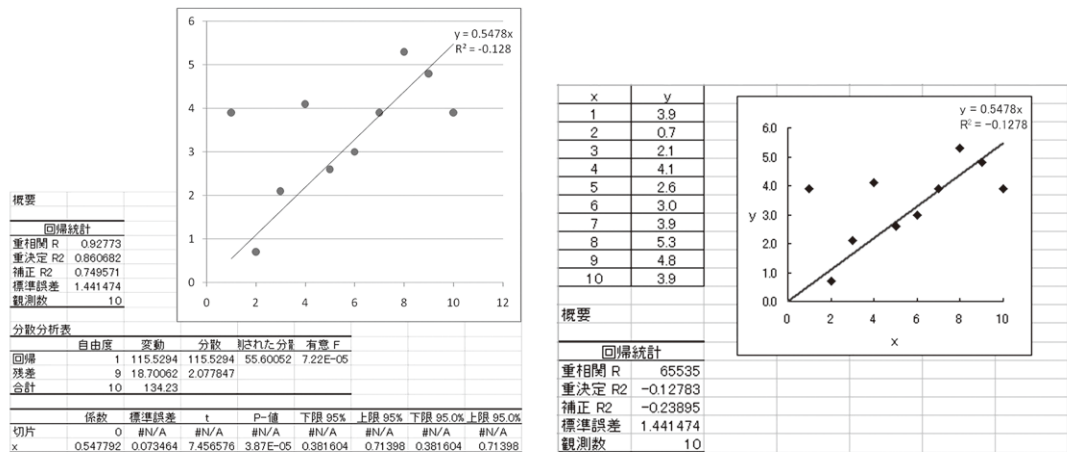 y = 0.5478x
R² = -0.128
6
5
4
3
2
1
0
0 2 4 6 8 10 12
概要
回帰統計
重相関 R 0.92773
重決定 R2 0.860682
補正 R2 0.749571
標準誤差 1.441474
観測数 10
分散分析表
自由度 変動 分散 された分 有意 F
回帰 1 115.5294 115.5294 55.60052 7.22E-05
残差 9 18.70062 2.077847
合計 10 134.23
係数 標準誤差 t P-値 下限 95% 上限 95% 下限 95.0% 上限 95.0%
切片 0 #N/A #N/A #N/A #N/A #N/A #N/A #N/A
x 0.547792 0.073464 7.456576 3.87E-05 0.381604 0.71398 0.381604 0.71398
x y
1 3.9
2 0.7
3 2.1
4 4.1
5 2.6
6 3.0
7 3.9
8 5.3
9 4.8
10 3.9
y = 0.5478x
R² = -0.1278
6.0
5.0
4.0
y 3.0
2.0
1.0
0.0
0 2 4 6 8 10
x
概要
回帰統計
重相関 R 65535
重決定 R2 -0.12783
補正 R2 -0.23895
標準誤差 1.441474
観測数 10